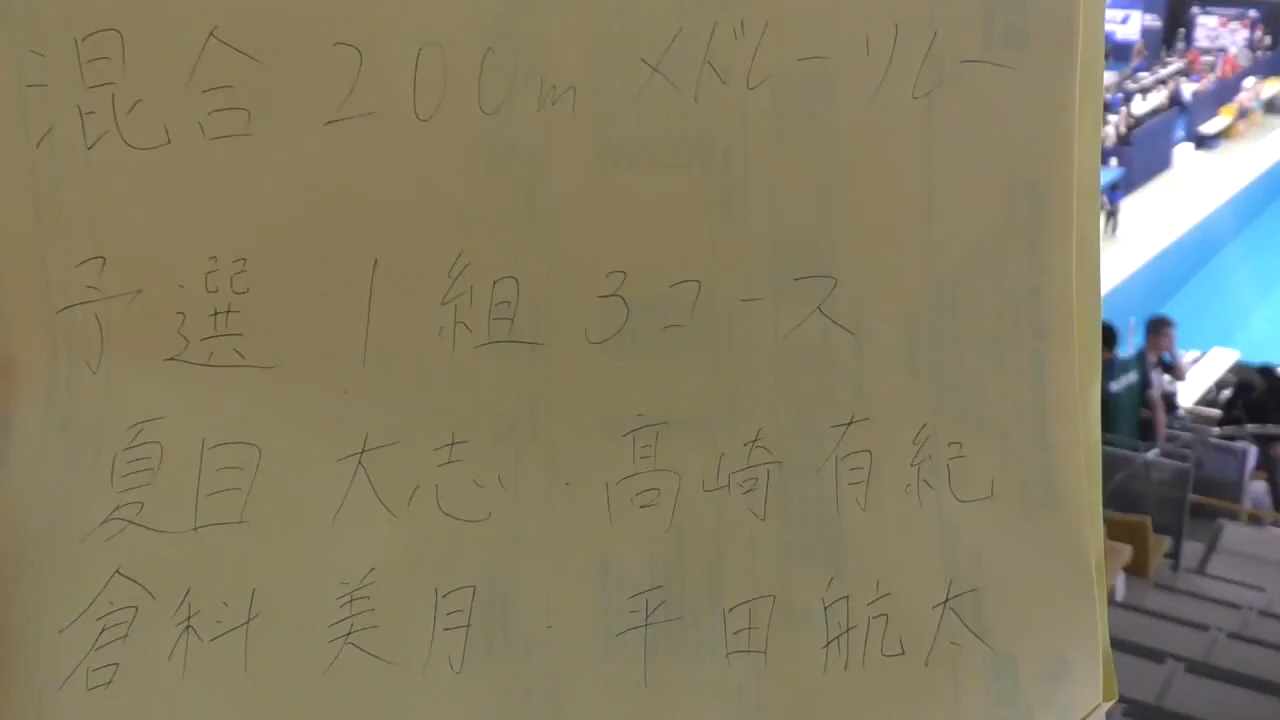 混合 200m メドレーリレー
予選 1組 3コース
夏目 大志・髙崎 有紀
倉科 美月・平田 航太